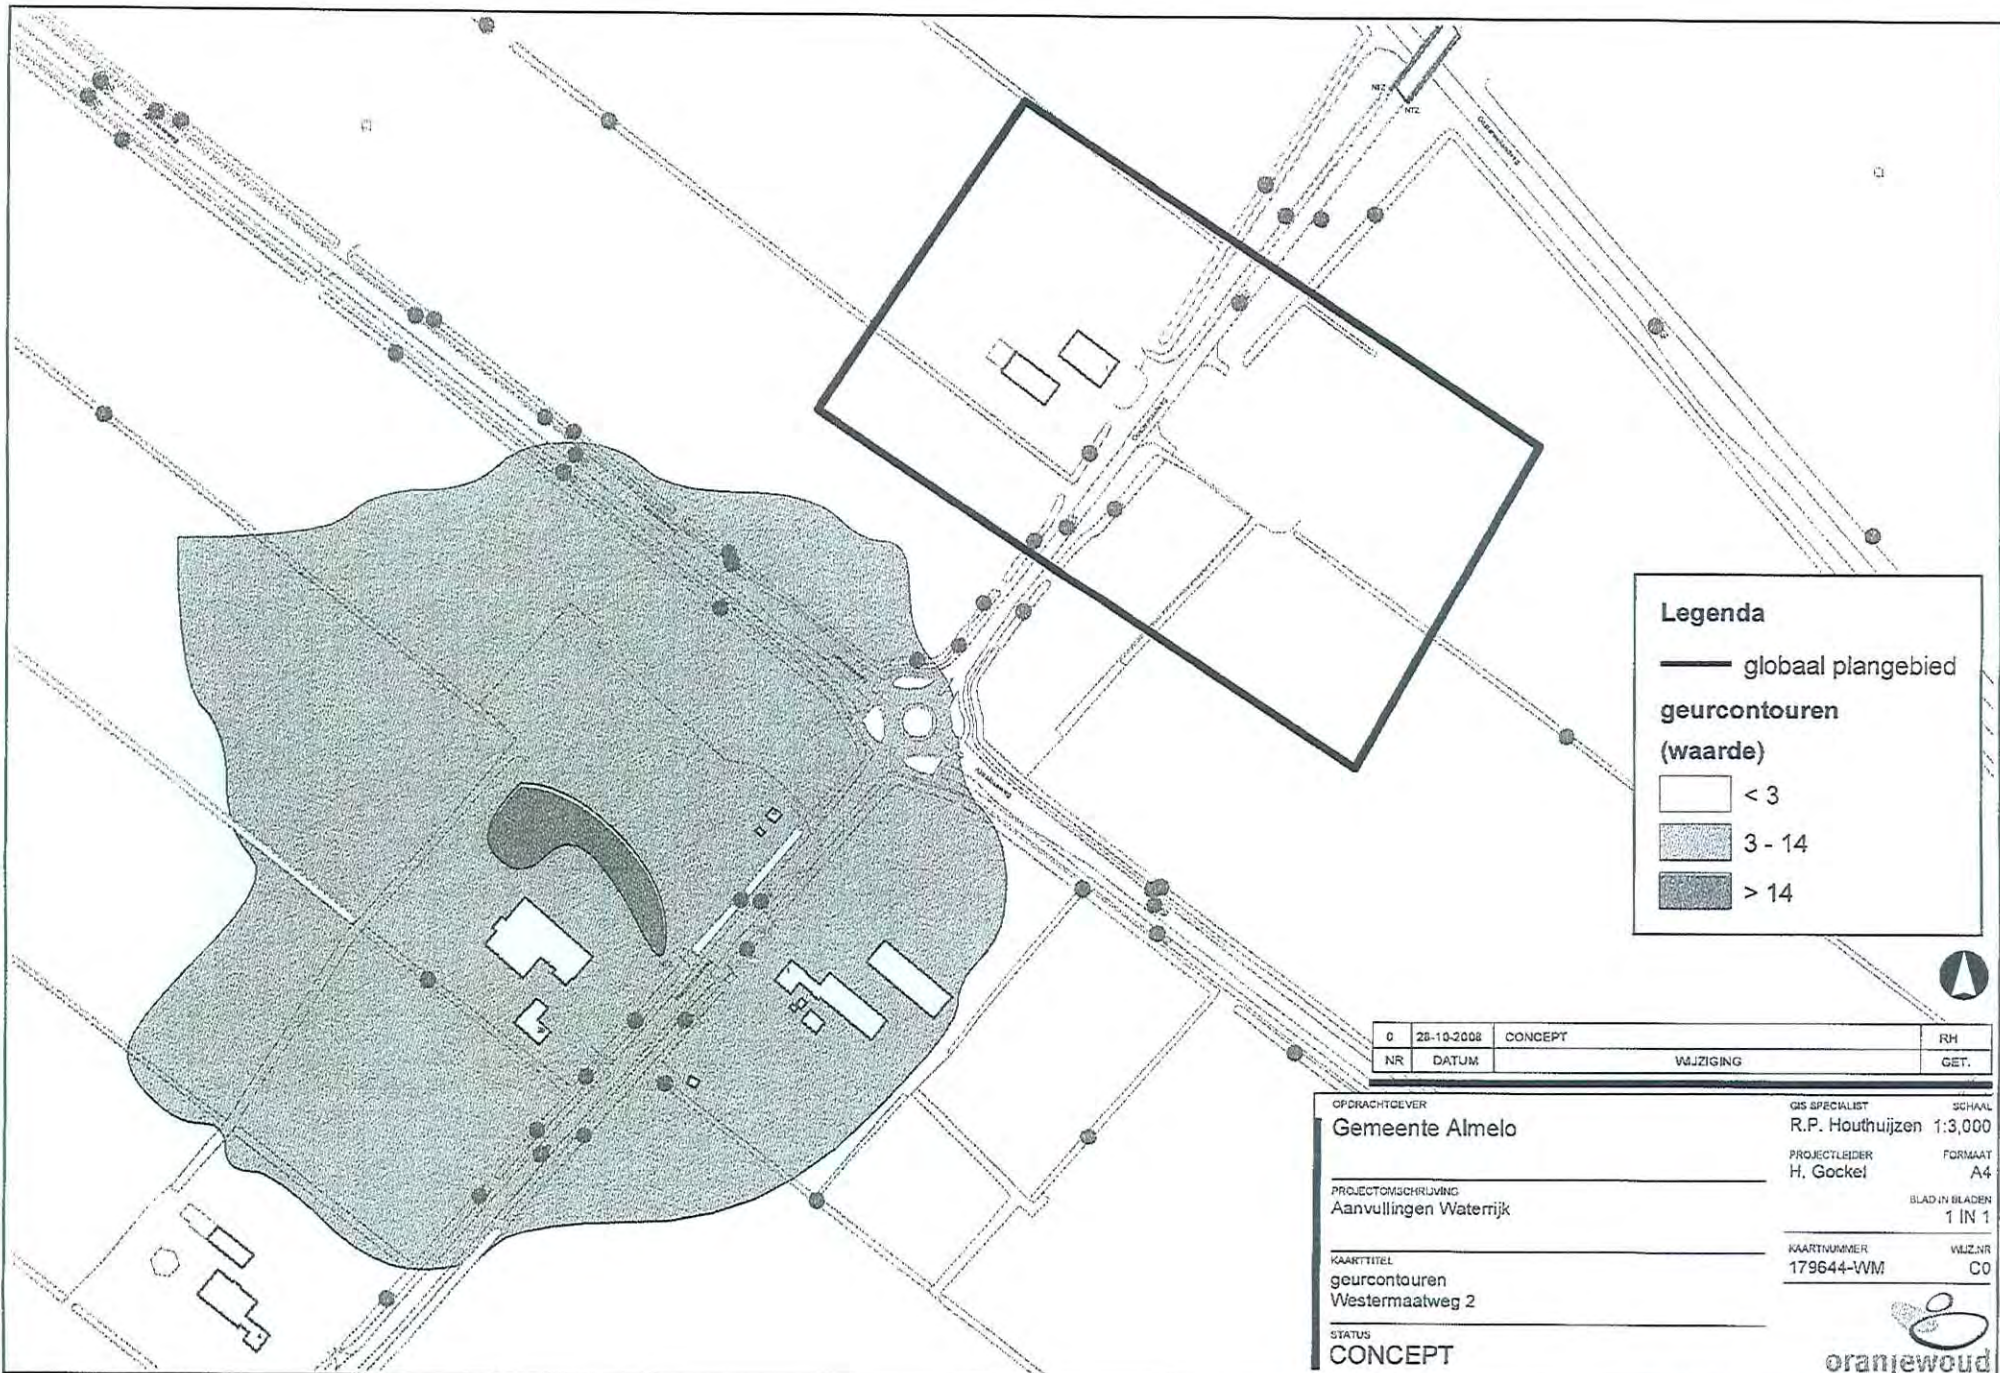 NTZ
NTZ
Legenda
globaal plangebied
geurcontouren
(waarde)
< 3
3 - 14
> 14
0 28-10-2008 CONCEPT RH
NR DATUM WIJZIGING GET.
OPDRACHTGEVER
Gemeente Almelo
GIS SPECIALIST SCHAAL
R.P. Houthuijzen 1:3,000
PROJECTLEIDER FORMAAT
H. Gockel A4
PROJECTOMSCHRIJVING
Aanvullingen Waterrijk
BLAD IN BLADEN
1 IN 1
KAARTTITEL
geurcontouren
Westermaatweg 2
KAARTNUMMER WIJZ.NR
179644-WM C0
STATUS
CONCEPT
oranjewoud